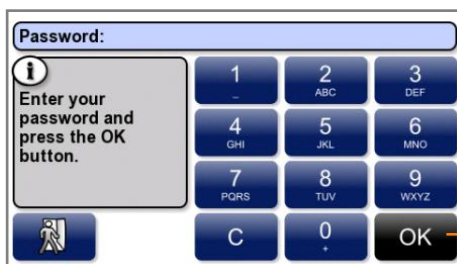 Password:
i
Enter your
password and
press the OK
button.
1
_
2
ABC
3
DEF
4
GHI
5
JKL
6
MNO
7
PQRS
8
TUV
9
WXYZ
C
0
+
OK